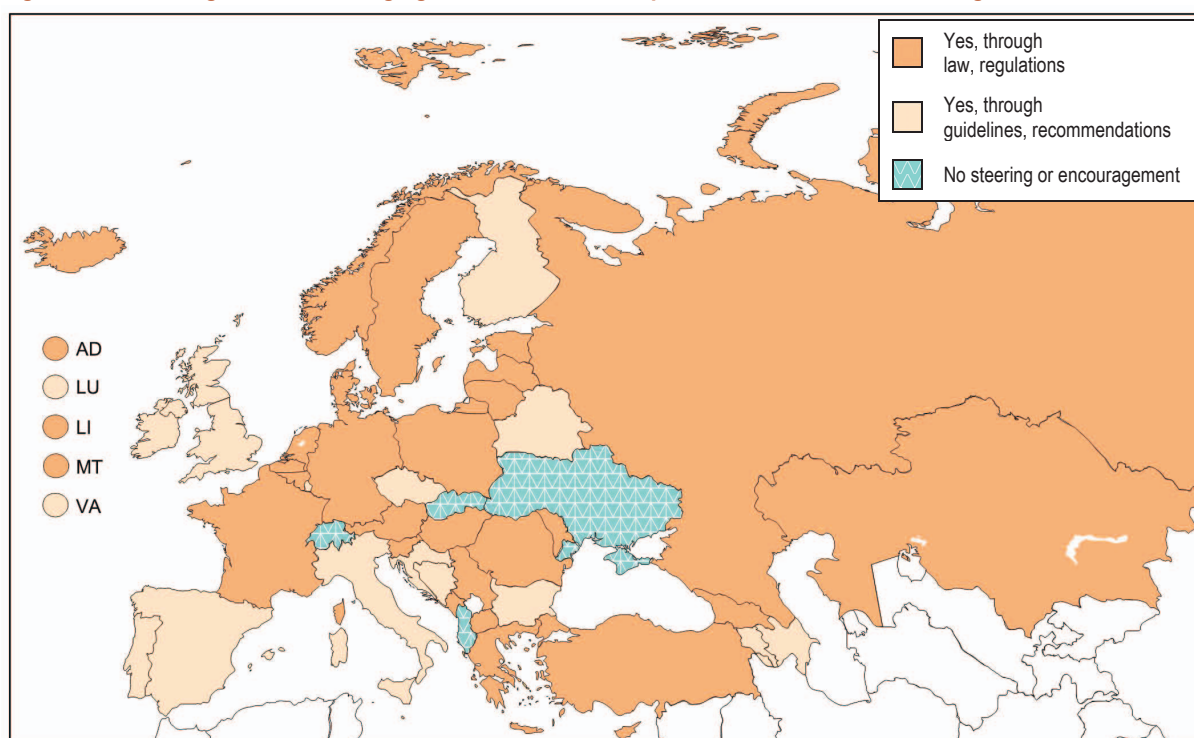 Yes, through
law, regulations
Yes, through
guidelines, recommendations
No steering or encouragement
AD
LU
LI
MT
VA